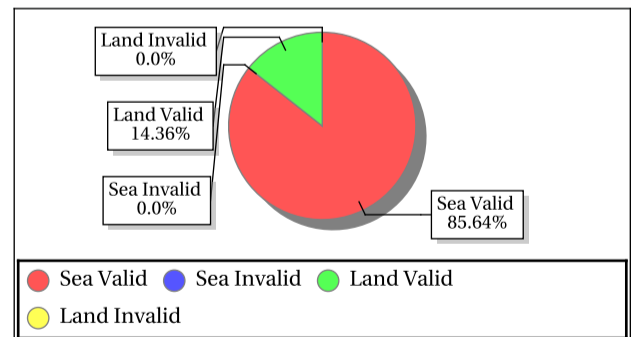 Land Invalid
0.0%
Land Valid
14.36%
Sea Invalid
0.0%
Sea Valid
85.64%
Sea Valid Sea Invalid Land Valid
Land Invalid